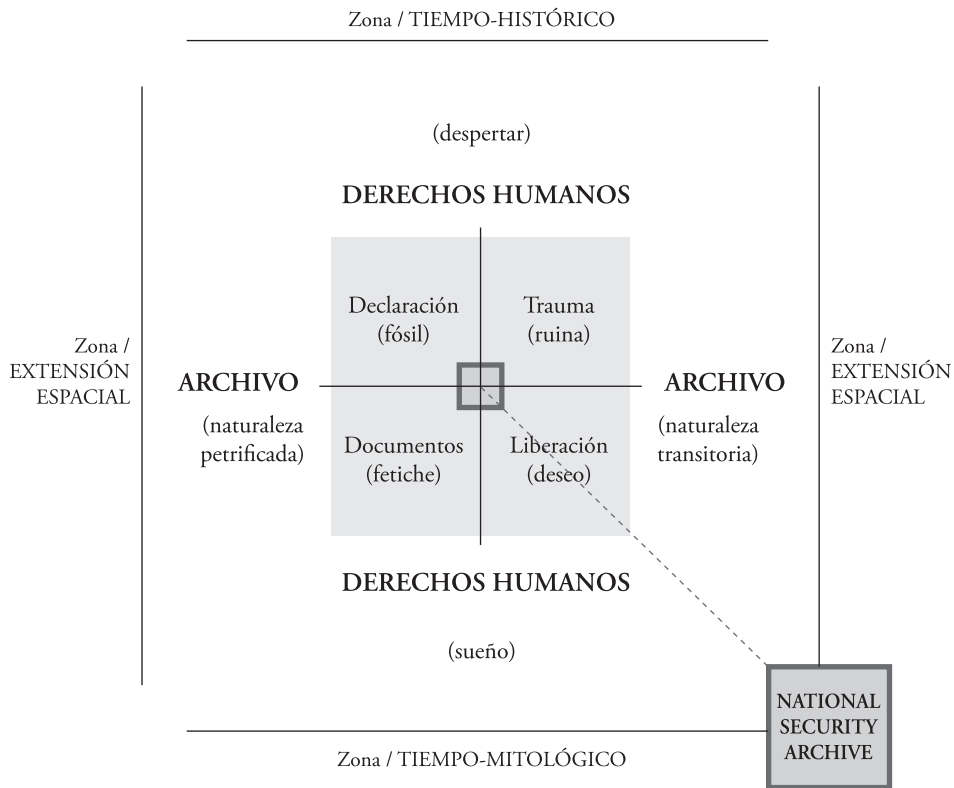 Zona / TIEMPO-HISTÓRICO
(despertar)
DERECHOS HUMANOS
Declaración
(fósil)
Trauma
(ruina)
Zona /
EXTENSIÓN
ESPACIAL
ARCHIVO
(naturaleza
petrificada)
ARCHIVO
(naturaleza
transitoria)
Zona /
EXTENSIÓN
ESPACIAL
Documentos
(fetiche)
Liberación
(deseo)
DERECHOS HUMANOS
(sueño)
NATIONAL
SECURITY
ARCHIVE
Zona / TIEMPO-MITOLÓGICO